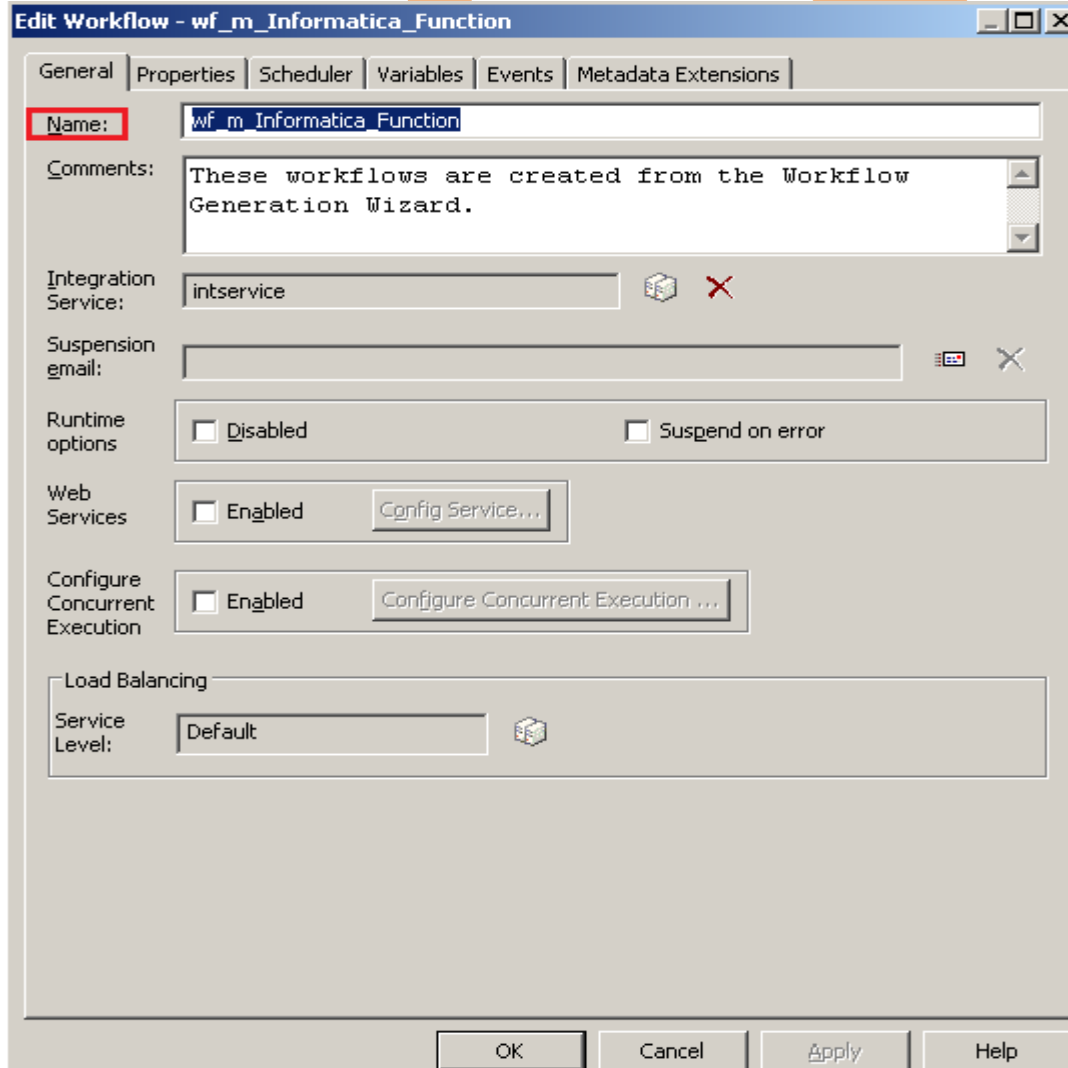 Edit Workflow - wf_m_Informatica_Function
General Properties Scheduler Variables Events Metadata Extensions
Name: wf_m_Informatica_Function
Comments: These workflows are created from the Workflow
Generation Wizard.
Integration
Service: intservice
Suspension
email:
Runtime
options
Disabled Suspend on error
Web
Services
Enabled Config Service...
Configure
Concurrent
Execution
Enabled Configure Concurrent Execution ...
Load Balancing
Service
Level: Default
OK Cancel Apply Help